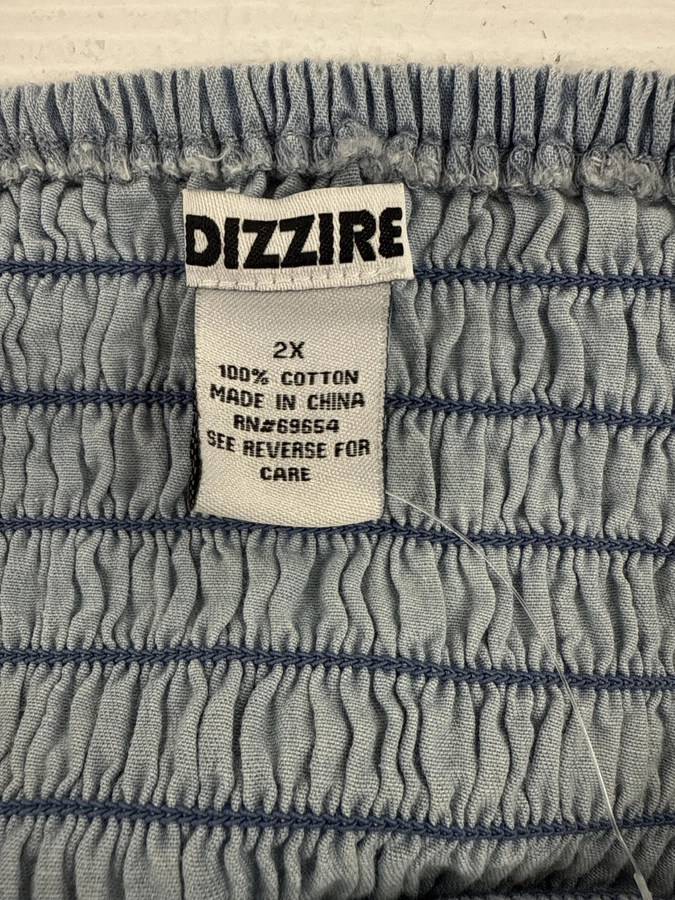 DIZZIRE
2X
100% COTTON
MADE IN CHINA
RN#69654
SEE REVERSE FOR
CARE